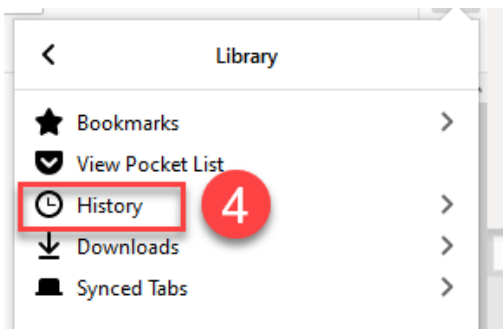 Library
Bookmarks
View Pocket List
History 4
Downloads
Synced Tabs